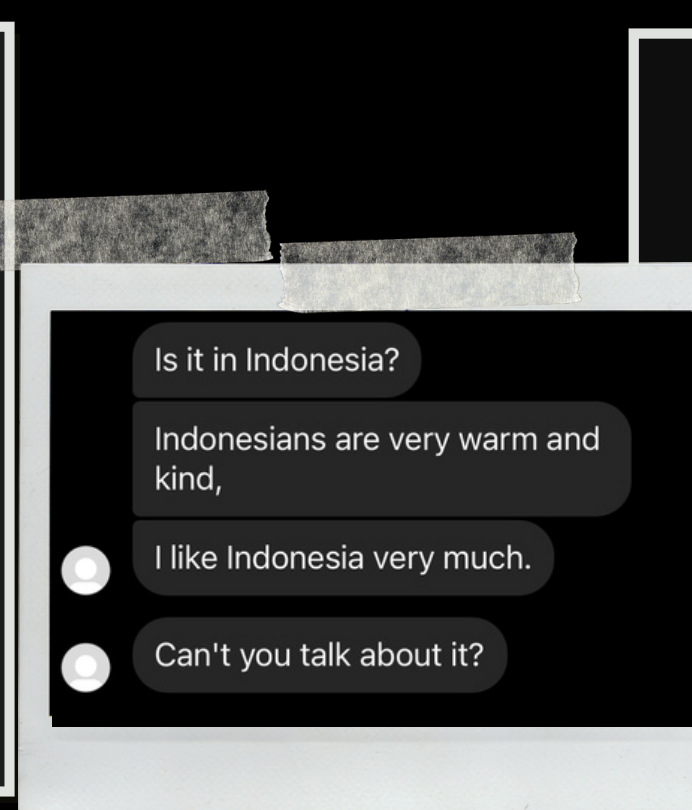 Is it in Indonesia?
Indonesians are very warm and
kind,
I like Indonesia very much.
Can't you talk about it?